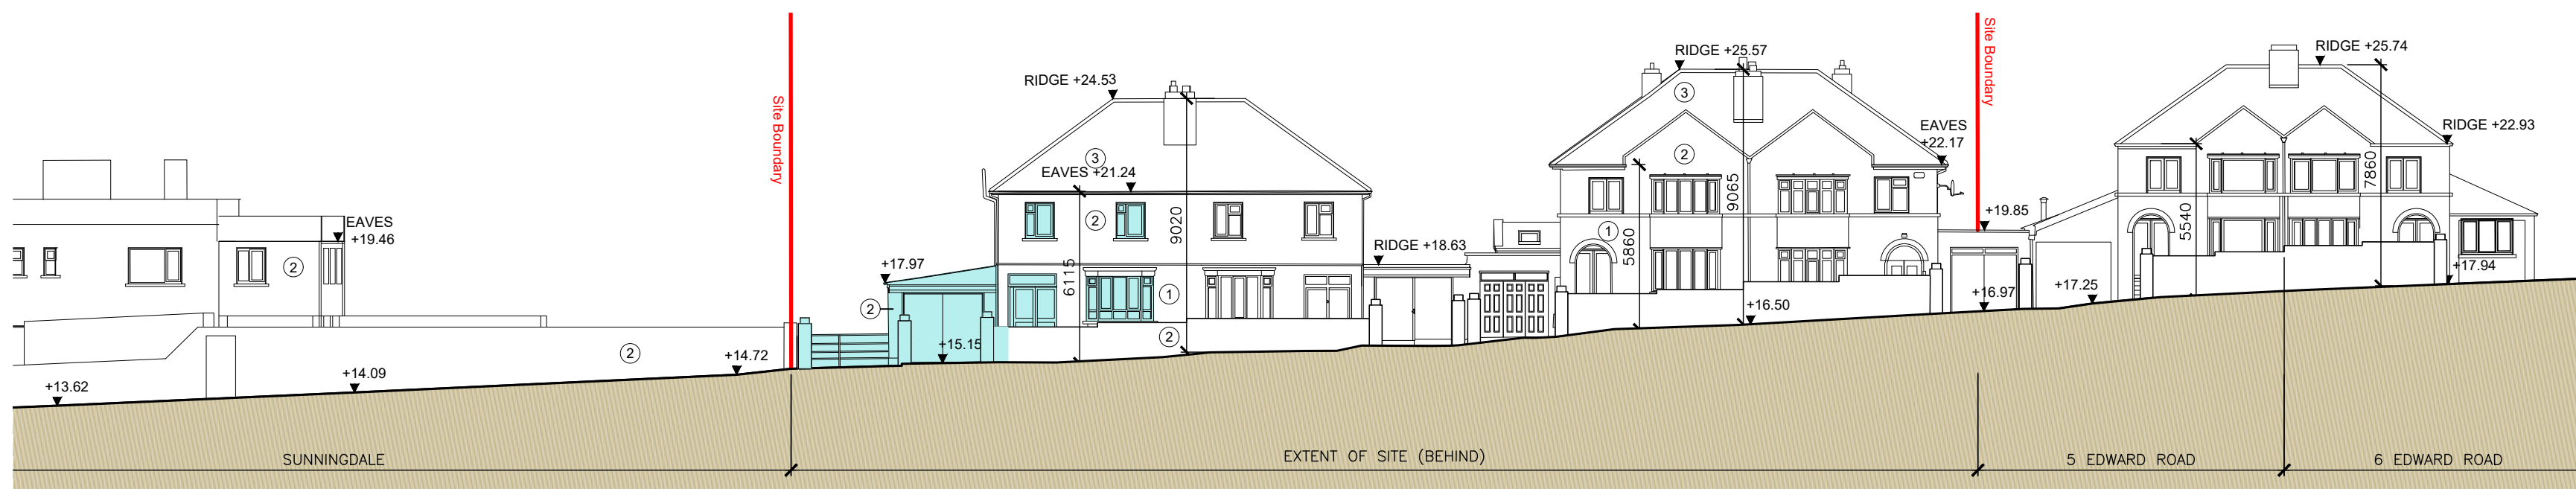 Site Boundary
Site Boundary
RIDGE +25.57
RIDGE +25.74
RIDGE +24.53
3
EAVES
+22.17
RIDGE +22.93
3
2
EAVES +21.24
7860
9065
EAVES
+19.46
2
9020
+19.85
5540
1
5860
RIDGE +18.63
2
+17.97
6115
+17.94
1
+17.25
+16.97
2
+16.50
2
+15.15
2
+14.72
+14.09
+13.62
SUNNINGDALE
EXTENT OF SITE (BEHIND)
5 EDWARD ROAD
6 EDWARD ROAD